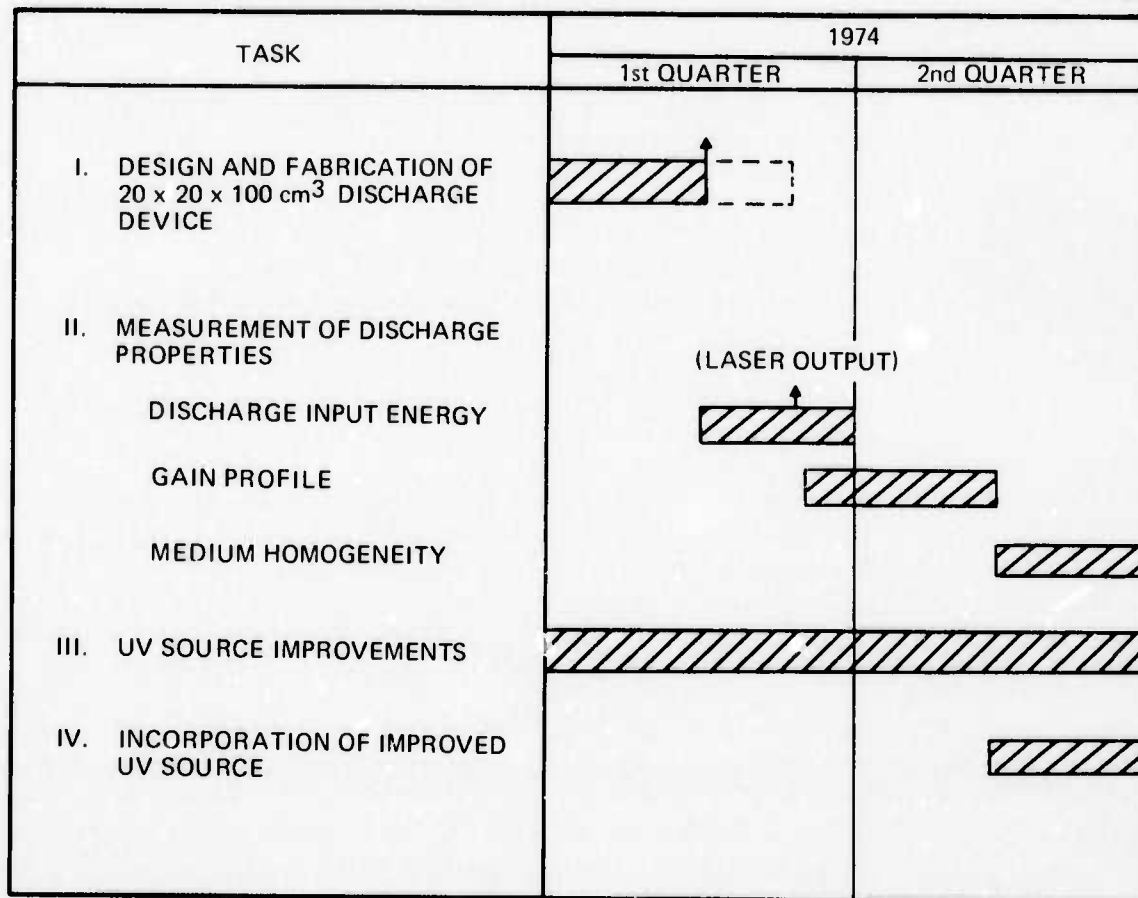 TASK
1974
1st QUARTER
2nd QUARTER
I. DESIGN AND FABRICATION OF
20 x 20 x 100 cm³ DISCHARGE
DEVICE
II. MEASUREMENT OF DISCHARGE
PROPERTIES
(LASER OUTPUT)
DISCHARGE INPUT ENERGY
GAIN PROFILE
MEDIUM HOMOGENEITY
III. UV SOURCE IMPROVEMENTS
IV. INCORPORATION OF IMPROVED
UV SOURCE